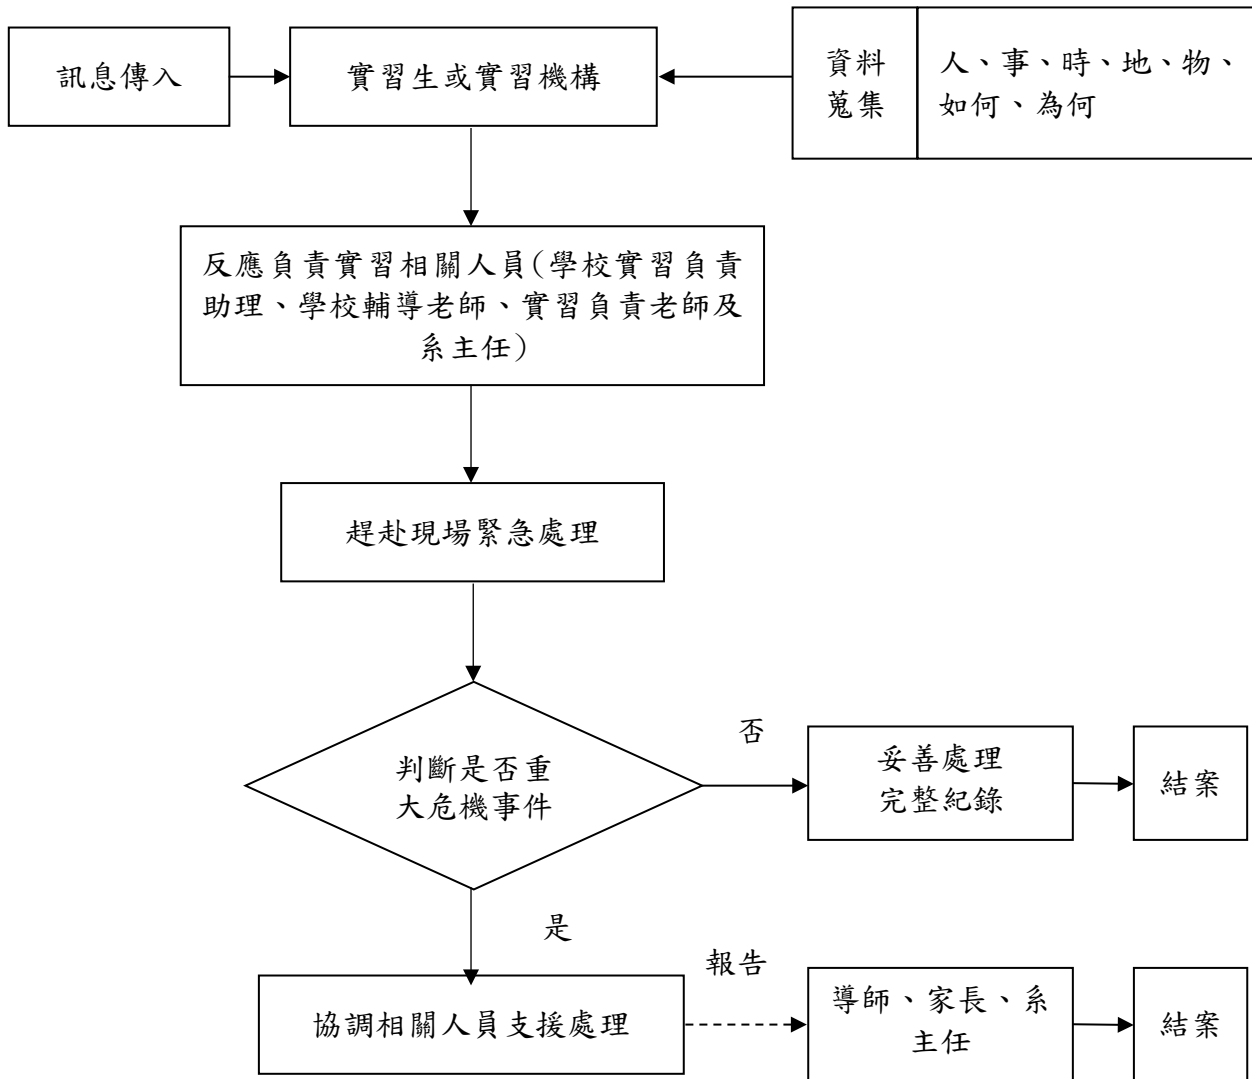 訊息傳入
實習生或實習機構
資料
蒐集
人、事、時、地、物、
如何、為何
反應負責實習相關人員(學校實習負責
助理、學校輔導老師、實習負責老師及
系主任)
趕赴現場緊急處理
判斷是否重
大危機事件
否
妥善處理
完整紀錄
結案
是
協調相關人員支援處理
報告
導師、家長、系
主任
結案